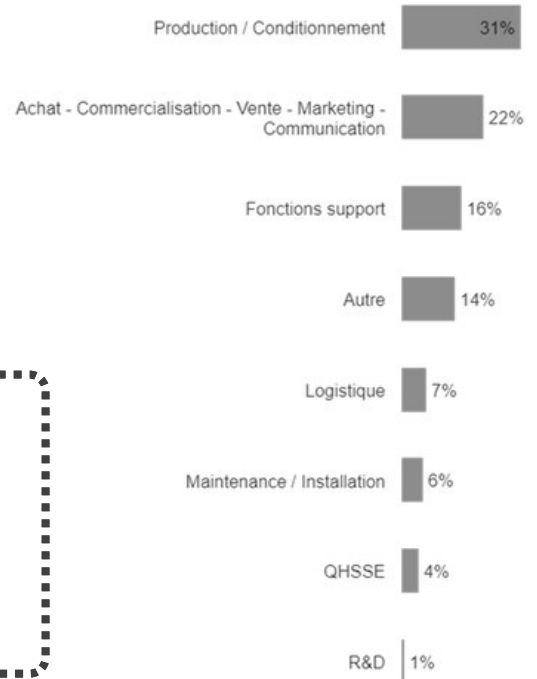 Production / Conditionnement 31%
Achat - Commercialisation - Vente - Marketing -
Communication 22%
Fonctions support 16%
Autre 14%
Logistique 7%
Maintenance / Installation 6%
QHSSE 4%
R&D 1%